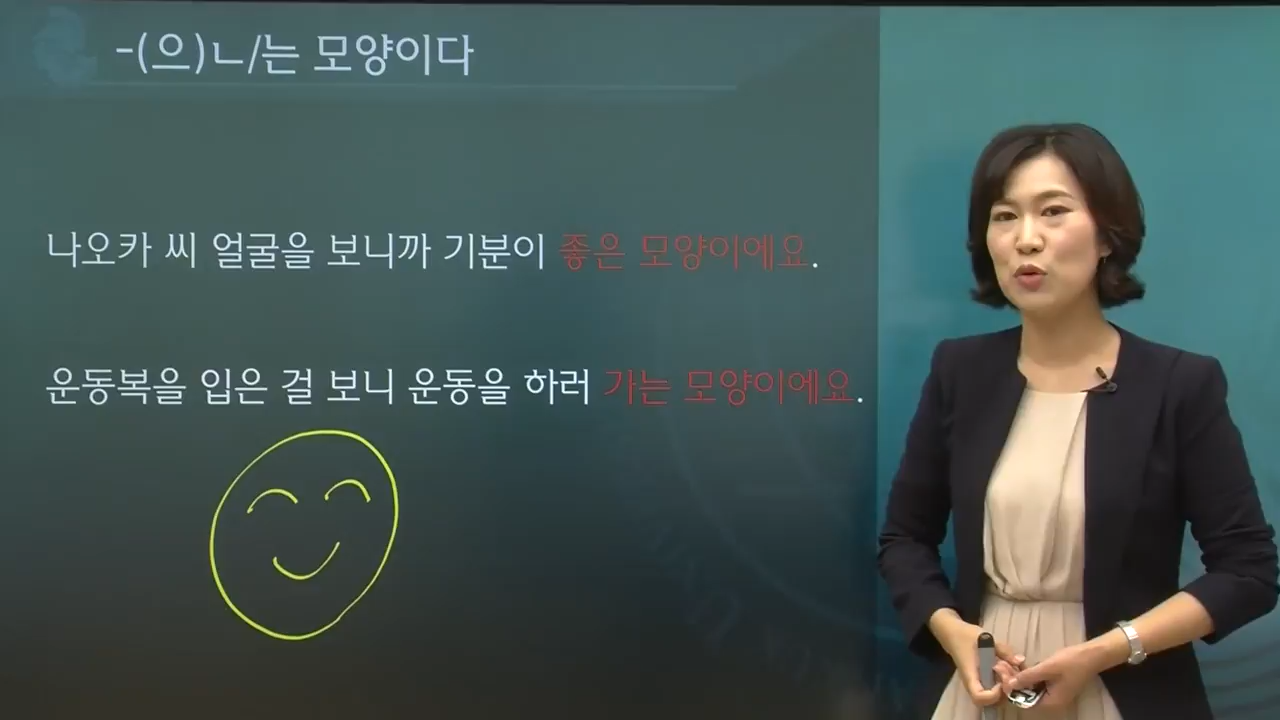 -(으)ㄴ/는 모양이다
나오카 씨 얼굴을 보니까 기분이 좋은 모양이에요.
운동복을 입은 걸 보니 운동을 하러 가는 모양이에요.